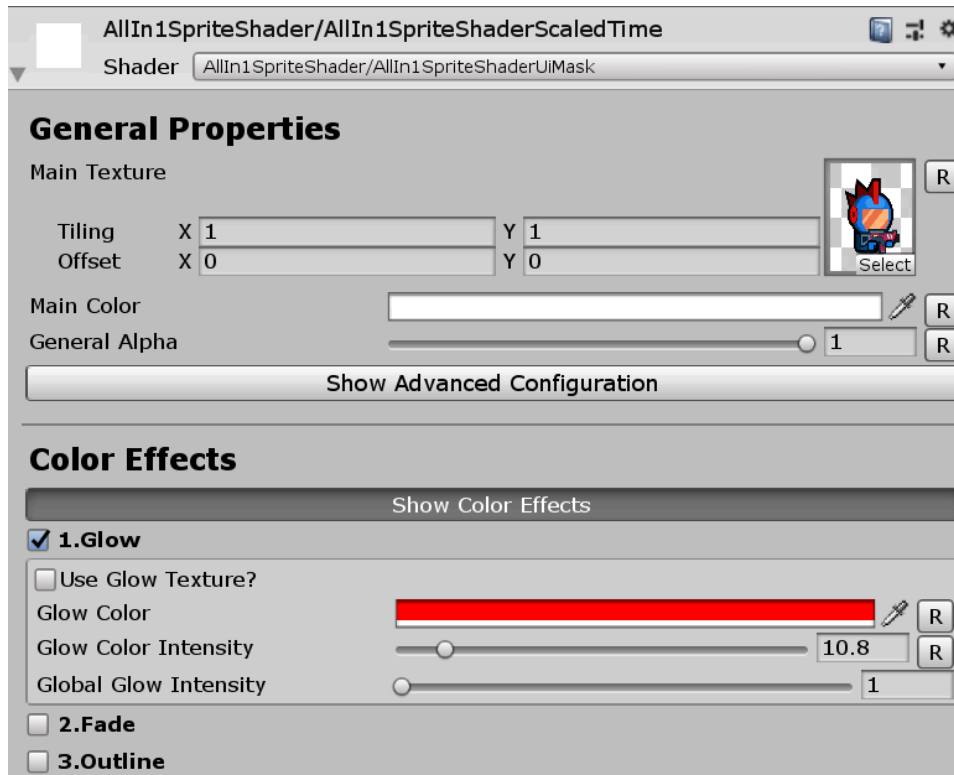 AllIn1SpriteShader/AllIn1SpriteShaderScaledTime
Shader AllIn1SpriteShader/AllIn1SpriteShaderUiMask
General Properties
Main Texture R
Tiling X 1 Y 1
Offset X 0 Y 0
Select
Main Color R
General Alpha 1 R
Show Advanced Configuration
Color Effects
Show Color Effects
1.Glow
Use Glow Texture?
Glow Color R
Glow Color Intensity 10.8 R
Global Glow Intensity 1
2.Fade
3.Outline